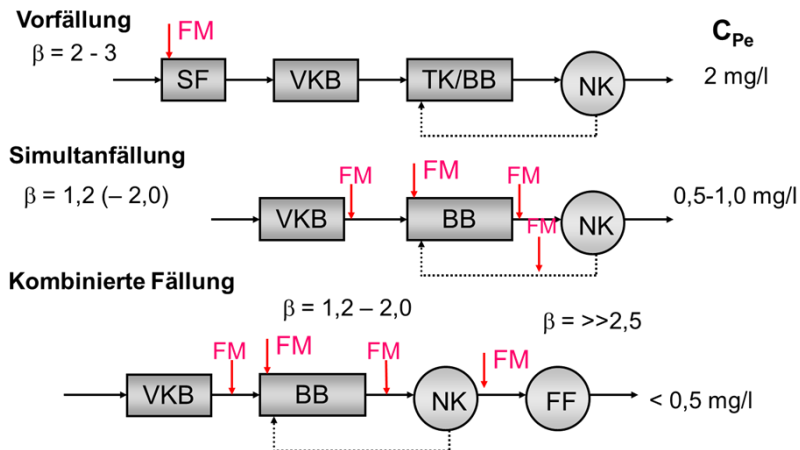 Vorfällung
FM
C_Pe
β = 2 - 3
SF
VKB
TK/BB
NK
2 mg/l
Simultanfällung
FM
FM
FM
β = 1,2 (– 2,0)
VKB
BB
FM
NK
0,5-1,0 mg/l
Kombinierte Fällung
β = 1,2 – 2,0
β = >>2,5
FM
FM
FM
FM
VKB
BB
NK
FF
< 0,5 mg/l